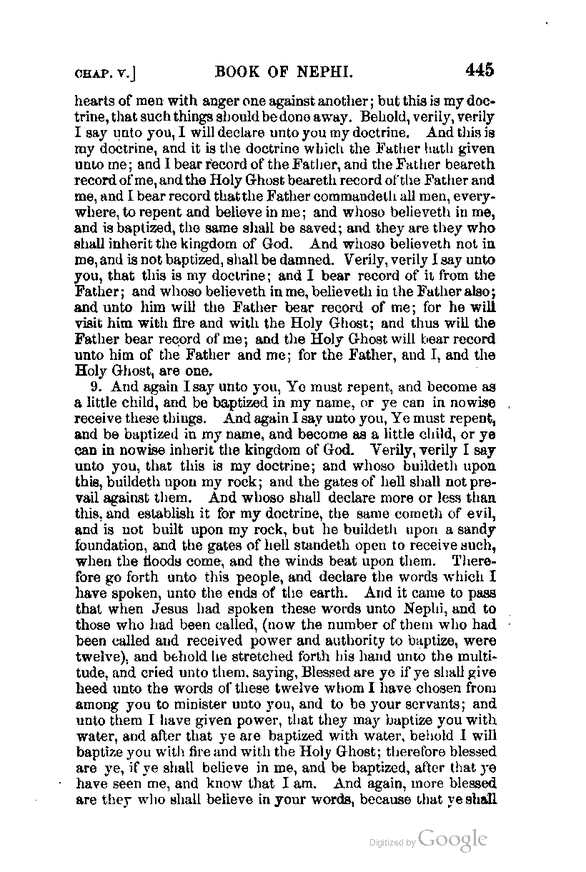 CHAP. V.] BOOK OF NEPHI. 445
hearts of men with anger one against another; but this is my doc-
trine, that such things should be done away. Behold, verily, verily
I say unto you, I will declare unto you my doctrine. And this is
my doctrine, and it is the doctrine which the Father hath given
unto me; and I bear record of the Father, and the Father beareth
record of me, and the Holy Ghost beareth record of the Father and
me, and I bear record that the Father commandeth all men, every-
where, to repent and believe in me; and whoso believeth in me,
and is baptized, the same shall be saved; and they are they who
shall inherit the kingdom of God. And whoso believeth not in
me, and is not baptized, shall be damned. Verily, verily I say unto
you, that this is my doctrine; and I bear record of it from the
Father; and whoso believeth in me, believeth in the Father also;
and unto him will the Father bear record of me; for he will
visit him with fire and with the Holy Ghost; and thus will the
Father bear record of me; and the Holy Ghost will bear record
unto him of the Father and me; for the Father, and I, and the
Holy Ghost, are one.
9. And again I say unto you, Ye must repent, and become as
a little child, and be baptized in my name, or ye can in nowise
receive these things. And again I say unto you, Ye must repent,
and be baptized in my name, and become as a little child, or ye
can in nowise inherit the kingdom of God. Verily, verily I say
unto you, that this is my doctrine; and whoso buildeth upon
this, buildeth upon my rock; and the gates of hell shall not pre-
vail against them. And whoso shall declare more or less than
this, and establish it for my doctrine, the same cometh of evil,
and is not built upon my rock, but he buildeth upon a sandy
foundation, and the gates of hell standeth open to receive such,
when the floods come, and the winds beat upon them. There-
fore go forth unto this people, and declare the words which I
have spoken, unto the ends of the earth. And it came to pass
that when Jesus had spoken these words unto Nephi, and to
those who had been called, (now the number of them who had
been called and received power and authority to baptize, were
twelve), and behold he stretched forth his hand unto the multi-
tude, and cried unto them, saying, Blessed are ye if ye shall give
heed unto the words of these twelve whom I have chosen from
among you to minister unto you, and to be your servants; and
unto them I have given power, that they may baptize you with
water, and after that ye are baptized with water, behold I will
baptize you with fire and with the Holy Ghost; therefore blessed
are ye, if ye shall believe in me, and be baptized, after that ye
have seen me, and know that I am. And again, more blessed
are they who shall believe in your words, because that ye shall
Digitized by Google